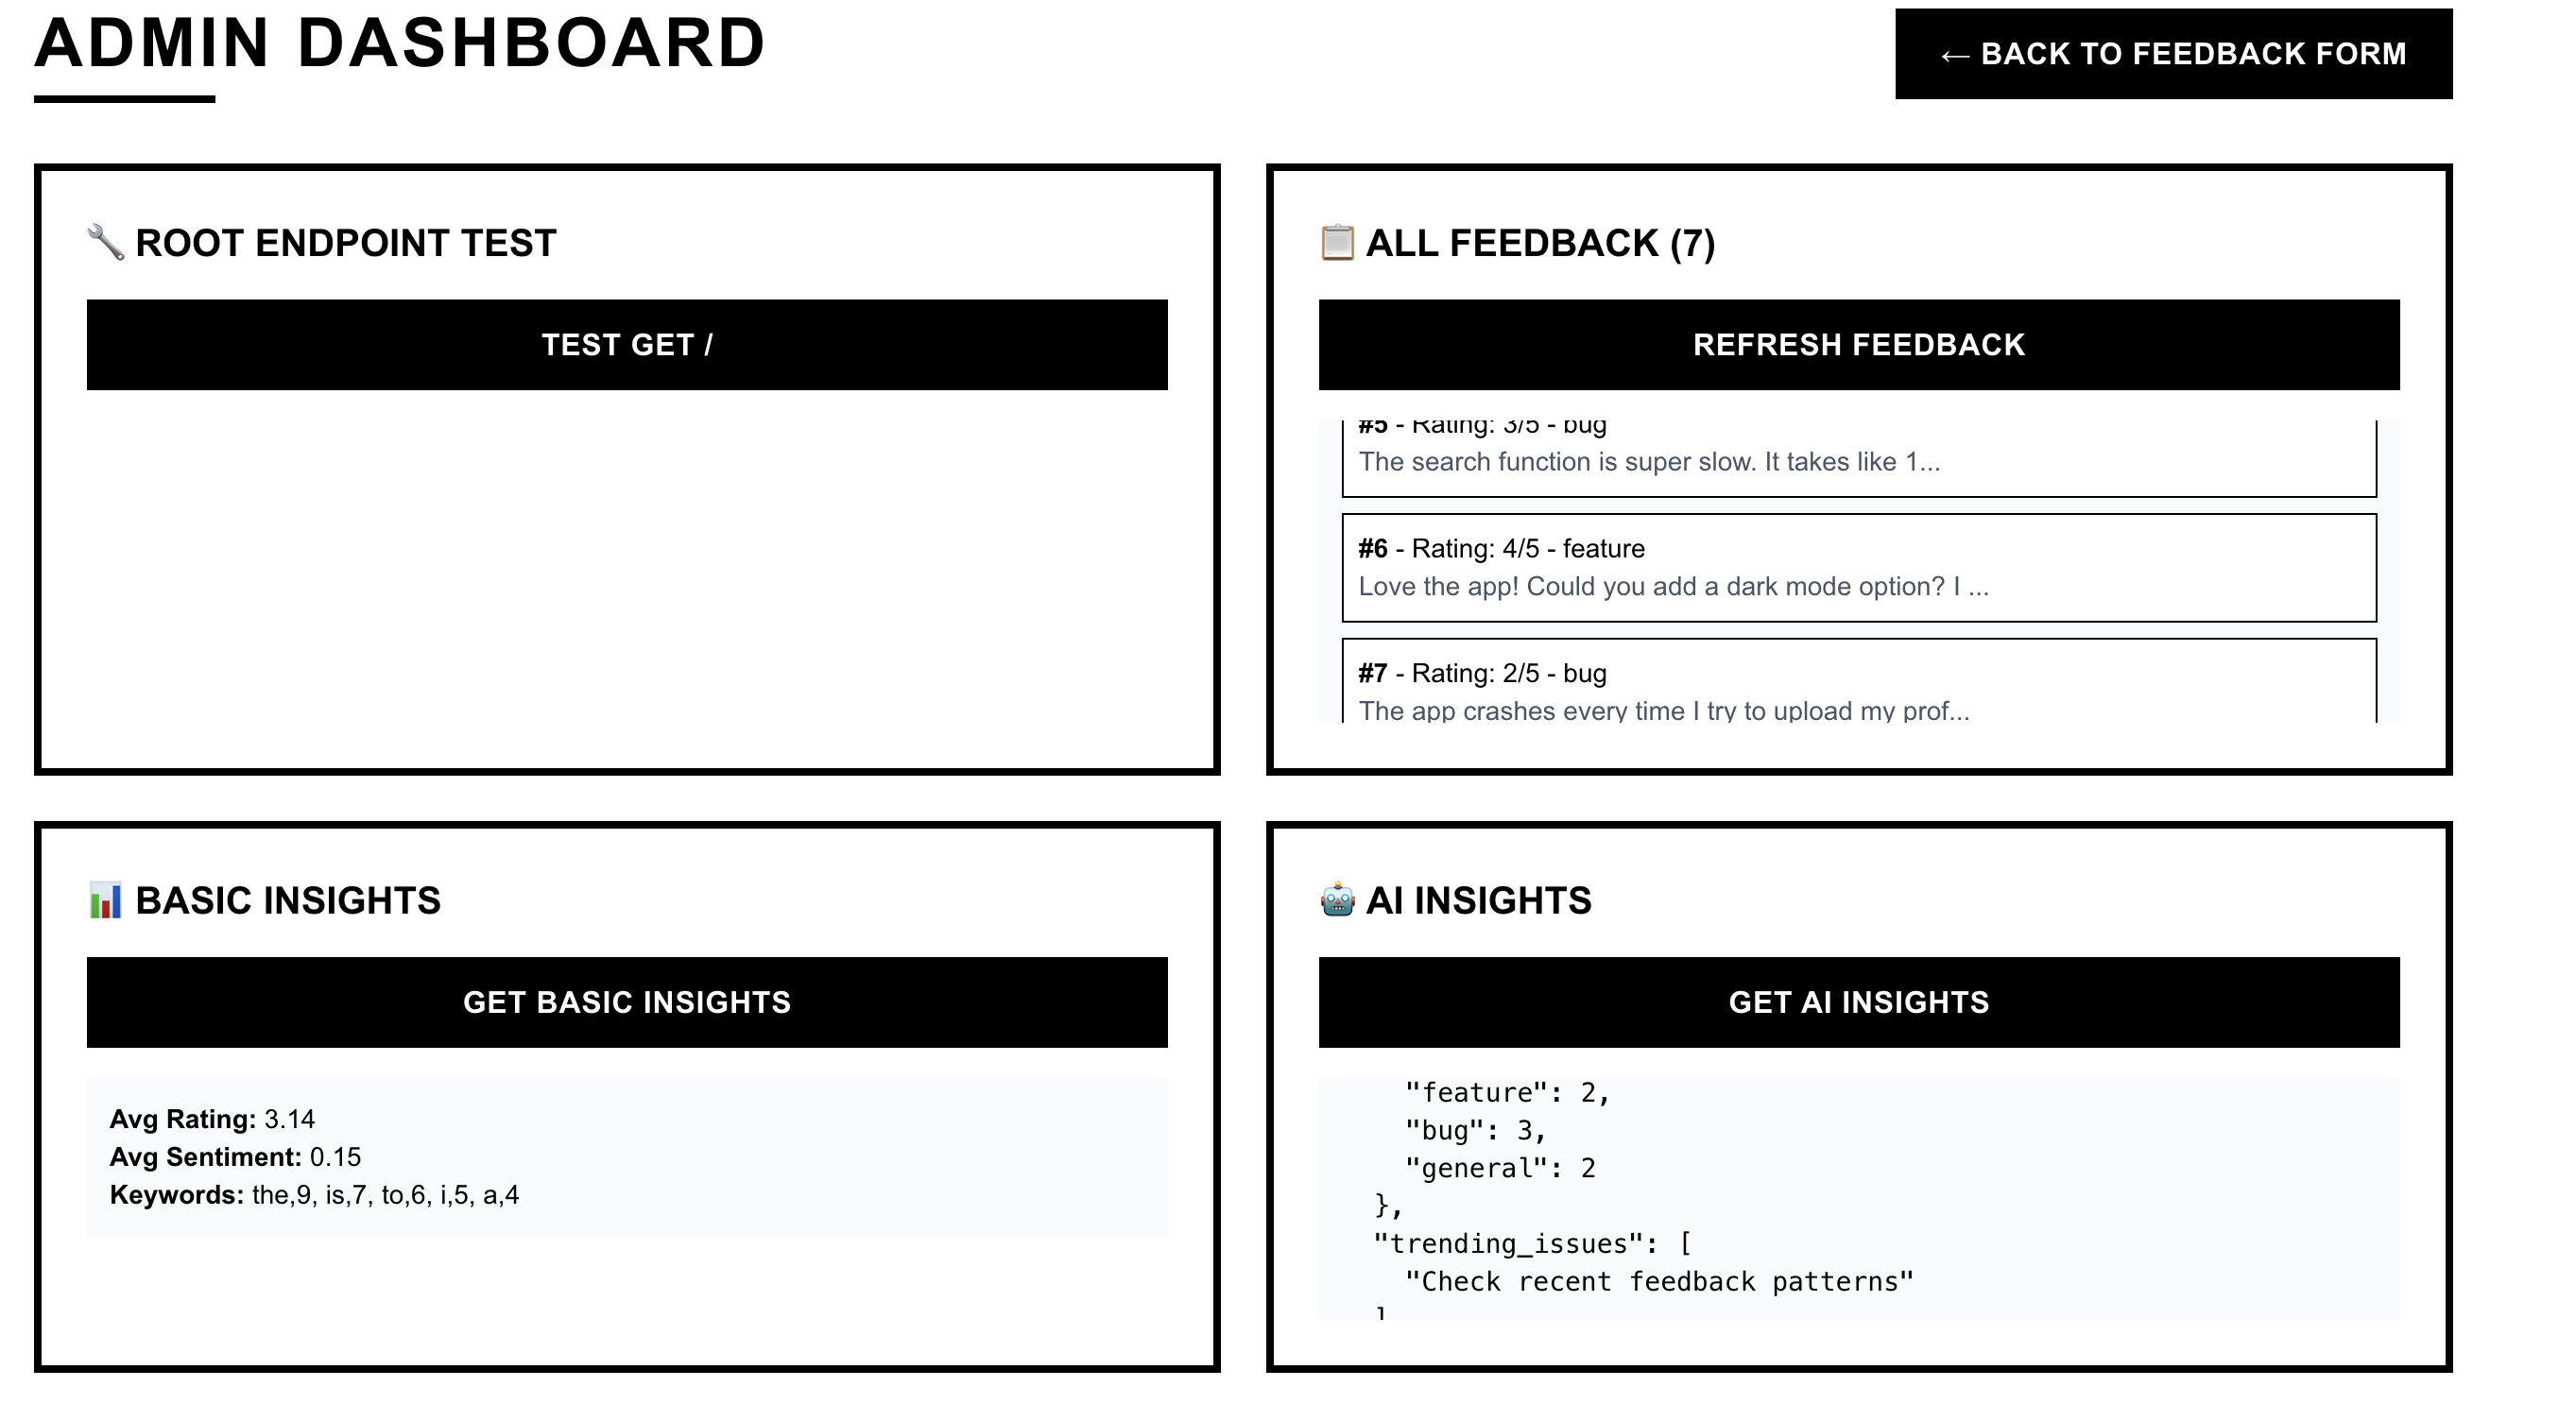 ADMIN DASHBOARD
← BACK TO FEEDBACK FORM
ROOT ENDPOINT TEST
TEST GET /
ALL FEEDBACK (7)
REFRESH FEEDBACK
#5 - Rating: 3/5 - bug
The search function is super slow. It takes like 1...
#6 - Rating: 4/5 - feature
Love the app! Could you add a dark mode option? I ...
#7 - Rating: 2/5 - bug
The app crashes every time I try to upload my prof...
BASIC INSIGHTS
GET BASIC INSIGHTS
Avg Rating: 3.14
Avg Sentiment: 0.15
Keywords: the,9, is,7, to,6, i,5, a,4
AI INSIGHTS
GET AI INSIGHTS
"feature": 2,
"bug": 3,
"general": 2
},
"trending_issues": [
"Check recent feedback patterns"
]